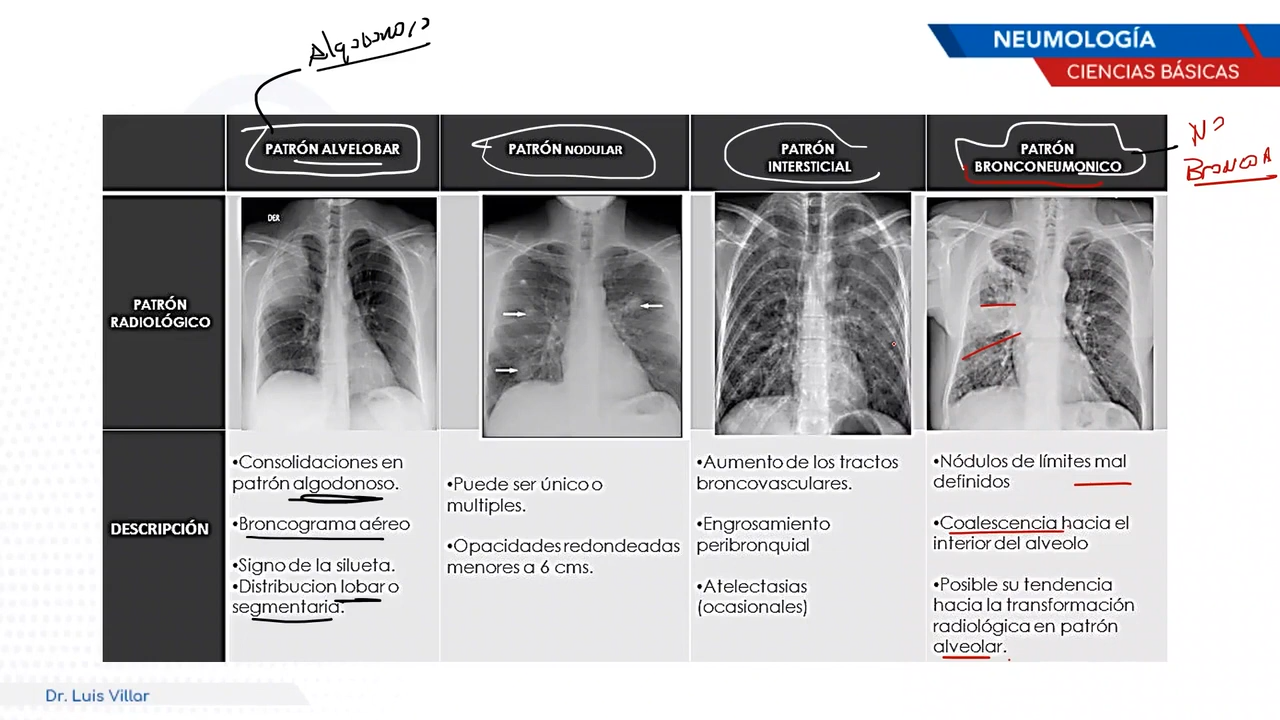 Algodonoso
NEUMOLOGÍA
CIENCIAS BÁSICAS
PATRÓN ALVELOBAR
PATRÓN NODULAR
PATRÓN
INTERSTICIAL
PATRÓN
BRONCONEUMONICO
Nº
BRONCOA
PATRÓN
RADIOLÓGICO
DER
DESCRIPCIÓN
•Consolidaciones en
patrón algodonoso.
•Broncograma aéreo
•Signo de la silueta.
•Distribucion lobar o
segmentaria.
•Puede ser único o
multiples.
•Opacidades redondeadas
menores a 6 cms.
•Aumento de los tractos
broncovasculares.
•Engrosamiento
peribronquial
•Atelectasias
(ocasionales)
•Nódulos de límites mal
definidos
•Coalescencia hacia el
interior del alveolo
•Posible su tendencia
hacia la transformación
radiológica en patrón
alveolar.
Dr. Luis Villar